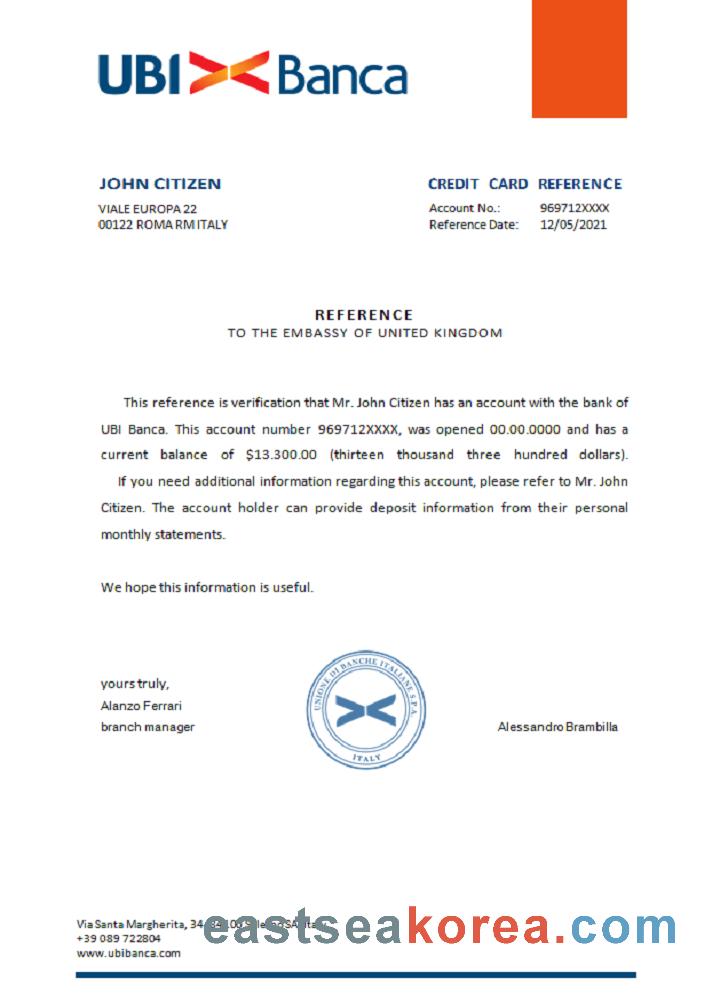 UBI Banca
JOHN CITIZEN
VIALE EUROPA 22
00122 ROMA RM ITALY
CREDIT CARD REFERENCE
Account No.: 969712XXXX
Reference Date: 12/05/2021
REFERENCE
TO THE EMBASSY OF UNITED KINGDOM
This reference is verification that Mr. John Citizen has an account with the bank of
UBI Banca. This account number 969712XXXX, was opened 00.00.0000 and has a
current balance of $13.300.00 (thirteen thousand three hundred dollars).
If you need additional information regarding this account, please refer to Mr. John
Citizen. The account holder can provide deposit information from their personal
monthly statements.
We hope this information is useful.
yours truly,
Alanzo Ferrari
branch manager
UNIONE DI BANCHE ITALIANE S.P.A.
ITALY
Alessandro Brambilla
Via Santa Margherita, 34
eastseakorea.com
+39 089 722804
www.ubibanca.com